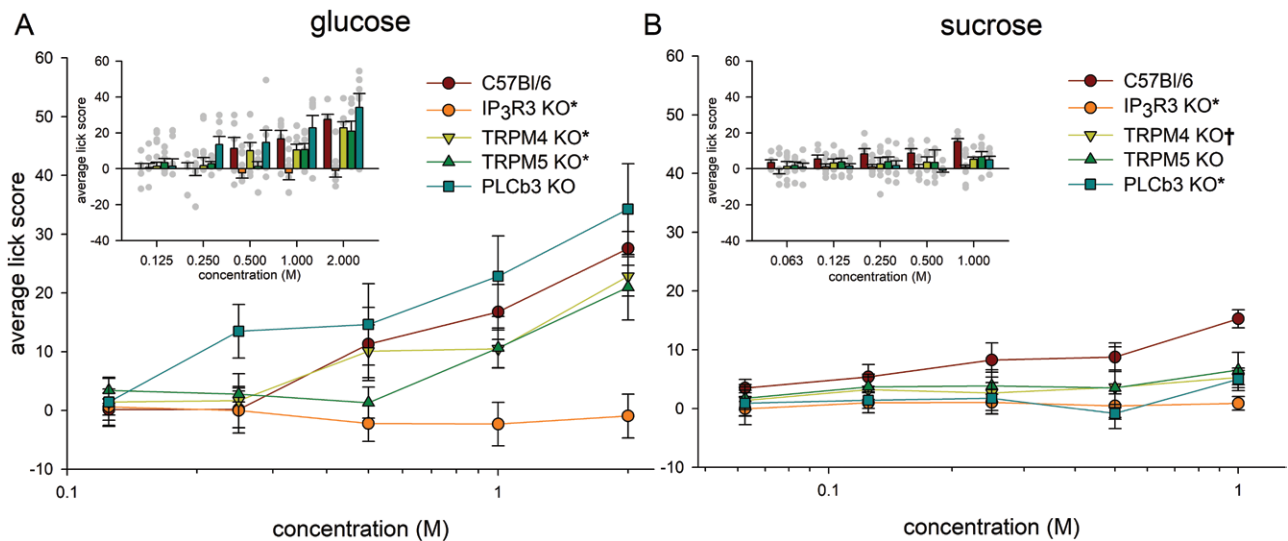 A
glucose
average lick score
60
50
40
30
20
10
0
-10
0.1
1
concentration (M)
average lick score
60
40
20
0
-20
-40
0.125
0.250
0.500
1.000
2.000
concentration (M)
C57Bl/6
IP3R3 KO*
TRPM4 KO*
TRPM5 KO*
PLCb3 KO
B
sucrose
60
50
40
30
20
10
0
-10
0.1
1
concentration (M)
average lick score
60
40
20
0
-20
-40
0.063
0.125
0.250
0.500
1.000
concentration (M)
C57Bl/6
IP3R3 KO*
TRPM4 KO†
TRPM5 KO
PLCb3 KO*